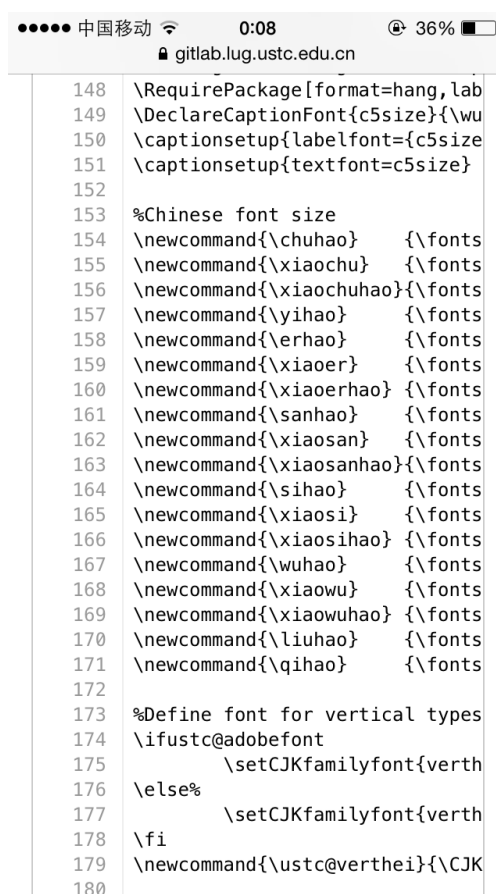 ●●●●● 中国移动 0:08 36%
gitlab.lug.ustc.edu.cn
148 \RequirePackage[format=hang,lab
149 \DeclareCaptionFont{c5size}{\wu
150 \captionsetup{labelfont={c5size
151 \captionsetup{textfont=c5size}
152
153 %Chinese font size
154 \newcommand{\chuhao} {\fonts
155 \newcommand{\xiaochu} {\fonts
156 \newcommand{\xiaochuhao}{\fonts
157 \newcommand{\yihao} {\fonts
158 \newcommand{\erhao} {\fonts
159 \newcommand{\xiaoer} {\fonts
160 \newcommand{\xiaoerhao} {\fonts
161 \newcommand{\sanhao} {\fonts
162 \newcommand{\xiaosan} {\fonts
163 \newcommand{\xiaosanhao}{\fonts
164 \newcommand{\sihao} {\fonts
165 \newcommand{\xiaosi} {\fonts
166 \newcommand{\xiaosihao} {\fonts
167 \newcommand{\wuhao} {\fonts
168 \newcommand{\xiaowu} {\fonts
169 \newcommand{\xiaowuhao} {\fonts
170 \newcommand{\liuhao} {\fonts
171 \newcommand{\qihao} {\fonts
172
173 %Define font for vertical types
174 \ifustc@adobefont
175 \setCJKfamilyfont{verth
176 \else%
177 \setCJKfamilyfont{verth
178 \fi
179 \newcommand{\ustc@verthei}{\CJK
180